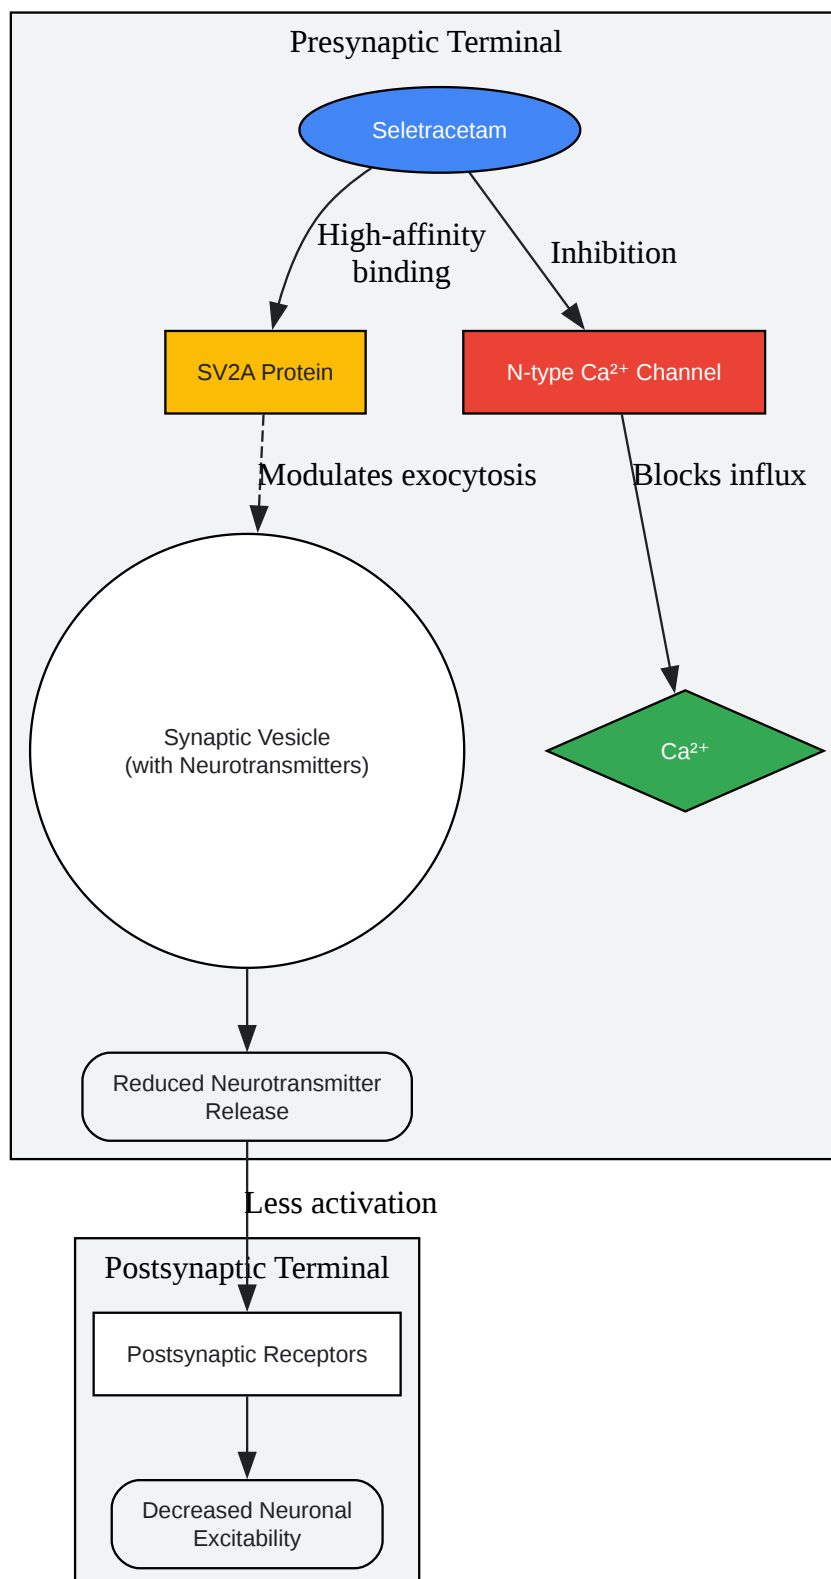 Presynaptic Terminal
Seletracetam
High-affinity
binding
Inhibition
SV2A Protein
N-type Ca²⁺ Channel
Modulates exocytosis
Blocks influx
Synaptic Vesicle
(with Neurotransmitters)
Ca²⁺
Reduced Neurotransmitter
Release
Less activation
Postsynaptic Terminal
Postsynaptic Receptors
Decreased Neuronal
Excitability